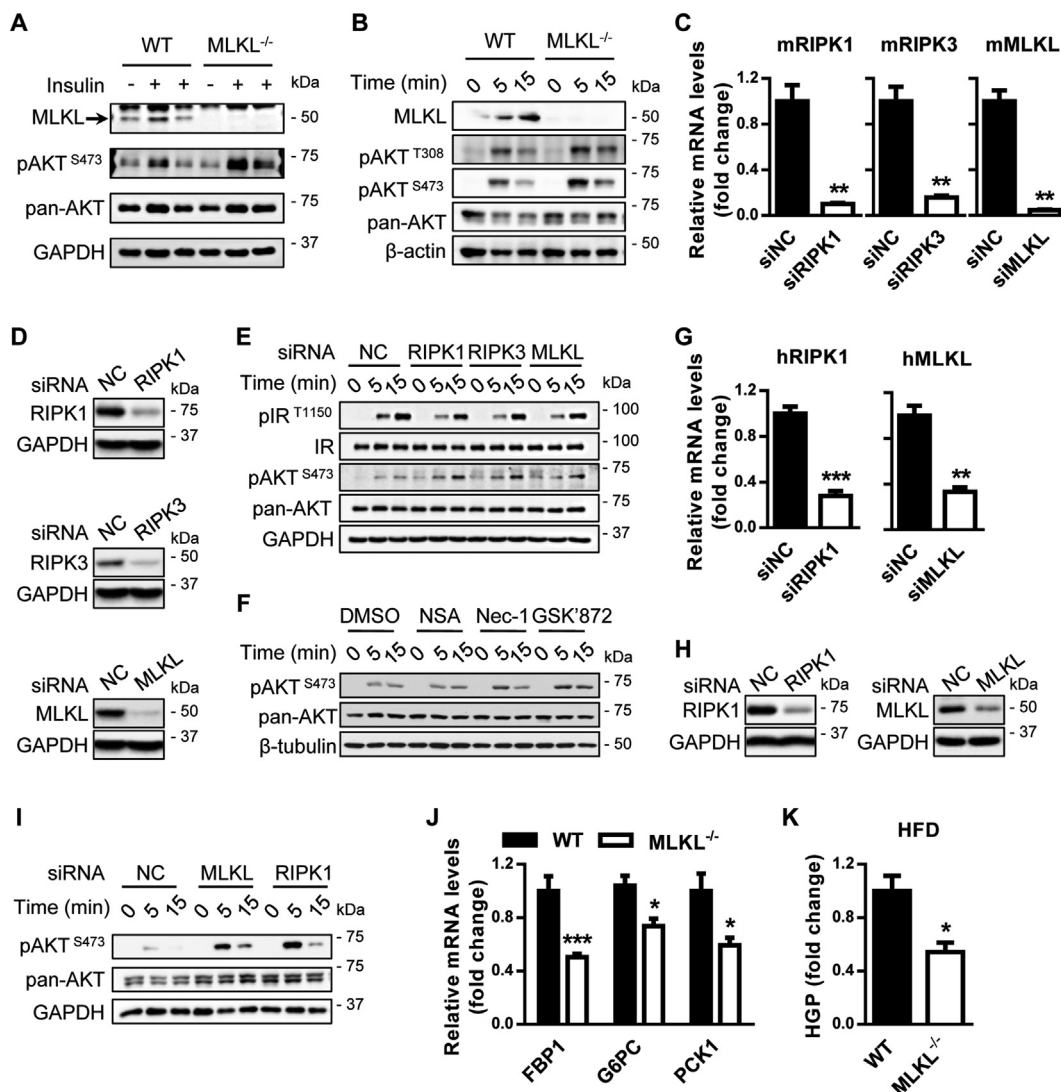 A
WT MLKL-/-
Insulin - + + - + + kDa
MLKL - 50
pAKT S473 - 75
pan-AKT - 75
GAPDH - 37
B
WT MLKL-/-
Time (min) 0 5 15 0 5 15 kDa
MLKL - 50
pAKT T308 - 75
pAKT S473 - 75
pan-AKT - 75
β-actin - 50
C
mRIPK1 mRIPK3 mMLKL
Relative mRNA levels
(fold change)
1.2
0.8
0.4
0.0
** ** **
siNC siRIPK1 siNC siRIPK3 siNC siMLKL
D
siRNA NC RIPK1 kDa
RIPK1 - 75
GAPDH - 37
siRNA NC RIPK3 kDa
RIPK3 - 50
GAPDH - 37
siRNA NC MLKL kDa
MLKL - 50
GAPDH - 37
E
siRNA NC RIPK1 RIPK3 MLKL
Time (min) 0 5 15 0 5 15 0 5 15 0 5 15 kDa
pIR T1150 - 100
IR - 100
pAKT S473 - 75
pan-AKT - 75
GAPDH - 37
F
DMSO NSA Nec-1 GSK'872
Time (min) 0 5 15 0 5 15 0 5 15 0 5 15 kDa
pAKT S473 - 75
pan-AKT - 75
β-tubulin - 50
G
hRIPK1 hMLKL
Relative mRNA levels
(fold change)
1.2
0.8
0.4
0.0
*** **
siNC siRIPK1 siNC siMLKL
H
siRNA NC RIPK1 kDa
RIPK1 - 75
GAPDH - 37
siRNA NC MLKL kDa
MLKL - 50
GAPDH - 37
I
siRNA NC MLKL RIPK1
Time (min) 0 5 15 0 5 15 0 5 15 kDa
pAKT S473 - 75
pan-AKT - 75
GAPDH - 37
J
WT MLKL-/-
Relative mRNA levels
(fold change)
1.2
0.8
0.4
0.0
*** * *
FBP1 G6PC PCK1
K
HFD
HGP (fold change)
1.2
0.8
0.4
0.0
*
WT MLKL-/-